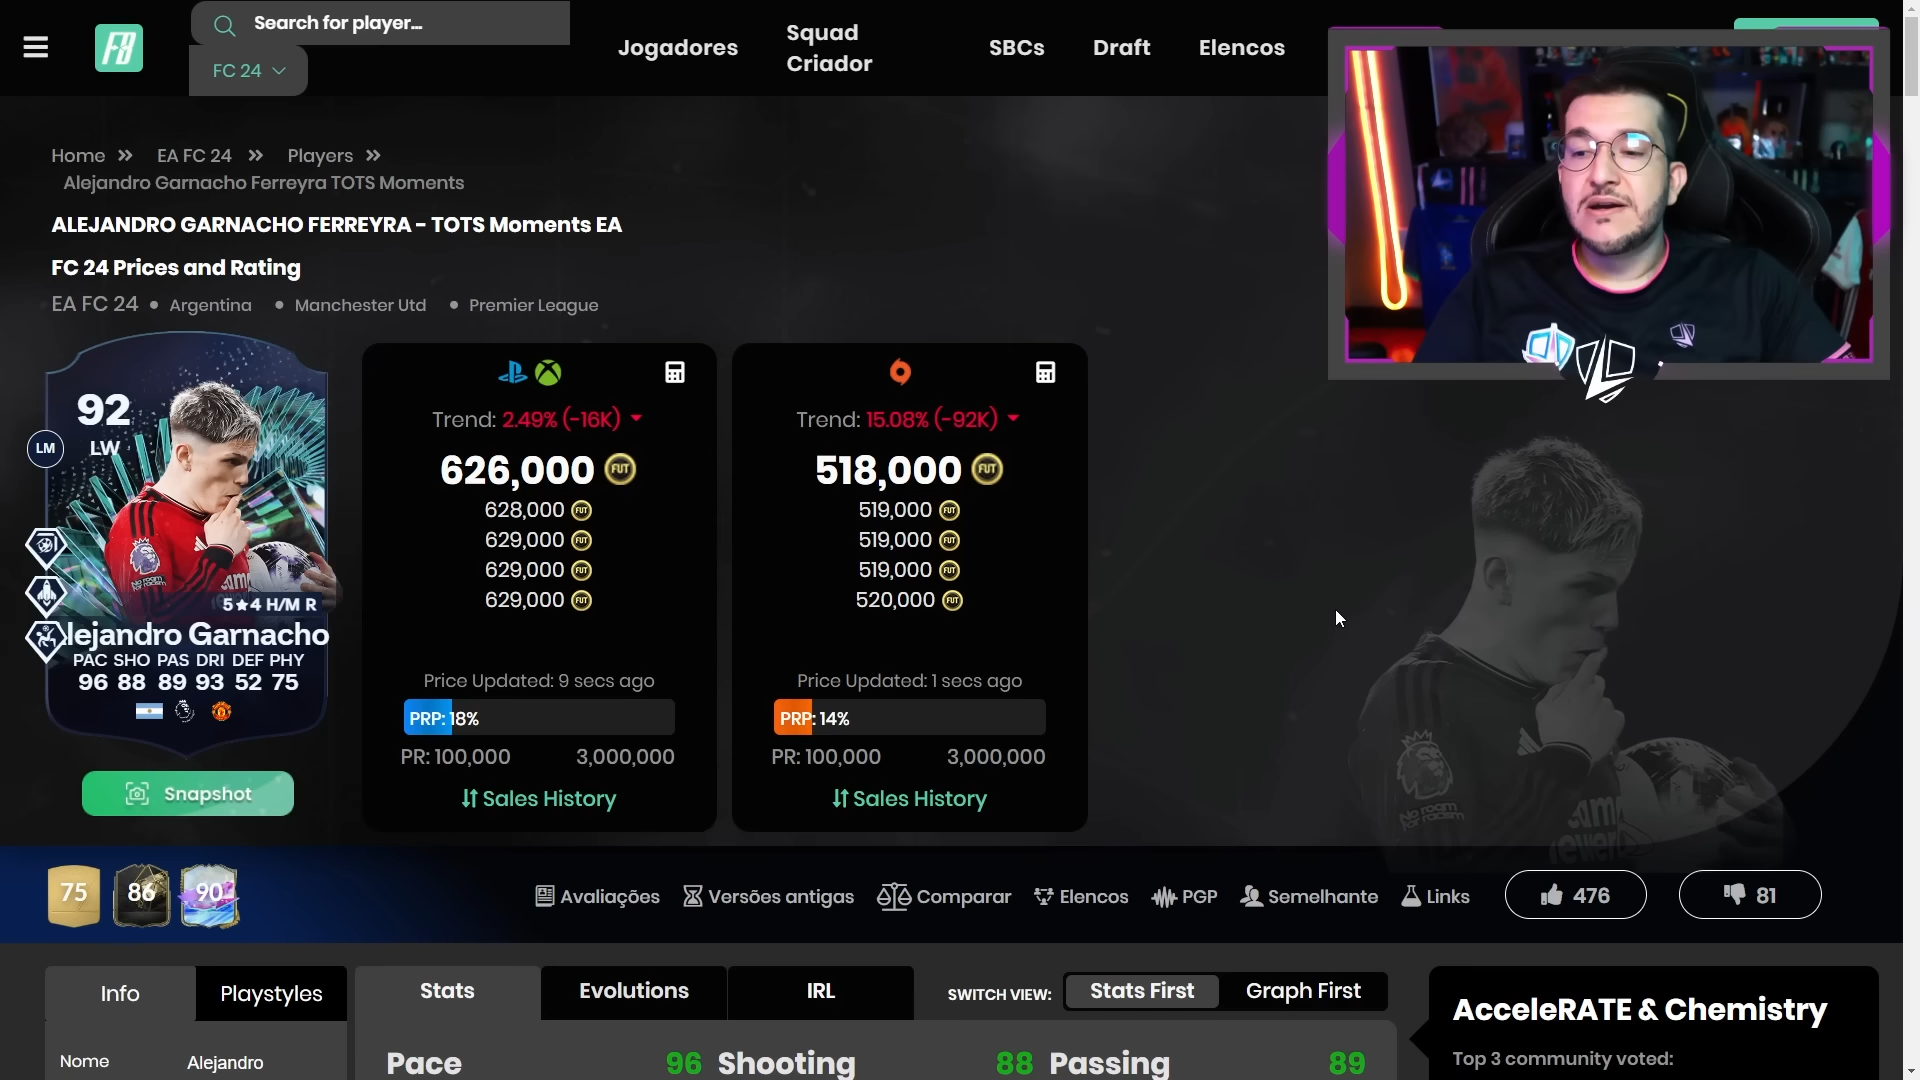 Search for player...
FC 24
Jogadores
Squad
Criador
SBCs
Draft
Elencos
Home » EA FC 24 » Players »
Alejandro Garnacho Ferreyra TOTS Moments
ALEJANDRO GARNACHO FERREYRA - TOTS Moments EA
FC 24 Prices and Rating
EA FC 24 • Argentina • Manchester Utd • Premier League
92
LW
LM
5★4 H/M R
lejandro Garnacho
PAC SHO PAS DRI DEF PHY
96 88 89 93 52 75
Snapshot
Trend: 2.49% (-16K)
626,000
628,000
629,000
629,000
629,000
Price Updated: 9 secs ago
PRP: 18%
PR: 100,000 3,000,000
Sales History
Trend: 15.08% (-92K)
518,000
519,000
519,000
519,000
520,000
Price Updated: 1 secs ago
PRP: 14%
PR: 100,000 3,000,000
Sales History
75 86 90
Avaliações Versões antigas Comparar Elencos PGP Semelhante Links 476 81
Info Playstyles
Nome Alejandro
Stats Evolutions IRL
SWITCH VIEW: Stats First Graph First
Pace 96 Shooting 88 Passing 89
AcceleRATE & Chemistry
Top 3 community voted: